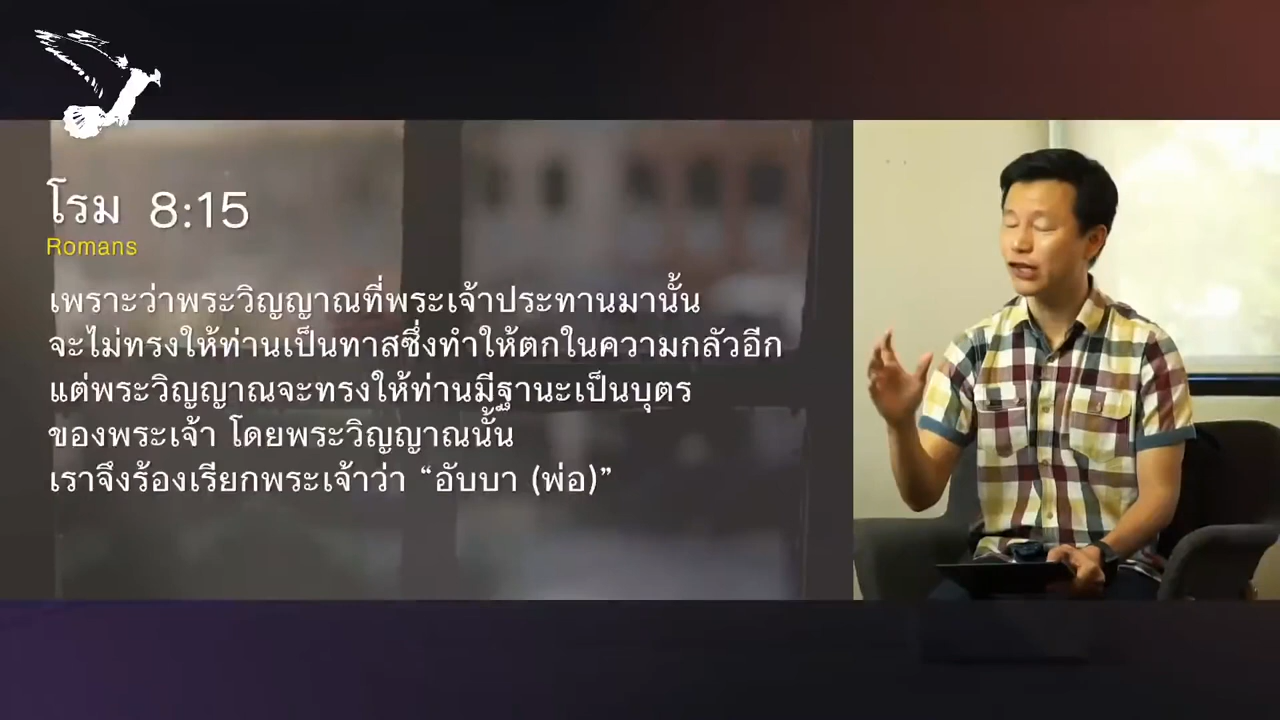 โรม 8:15
Romans
เพราะว่าพระวิญญาณที่พระเจ้าประทานมานั้น
จะไม่ทรงให้ท่านเป็นทาสซึ่งทำให้ตกในความกลัวอีก
แต่พระวิญญาณจะทรงให้ท่านมีฐานะเป็นบุตร
ของพระเจ้า โดยพระวิญญาณนั้น
เราจึงร้องเรียกพระเจ้าว่า “อับบา (พ่อ)”